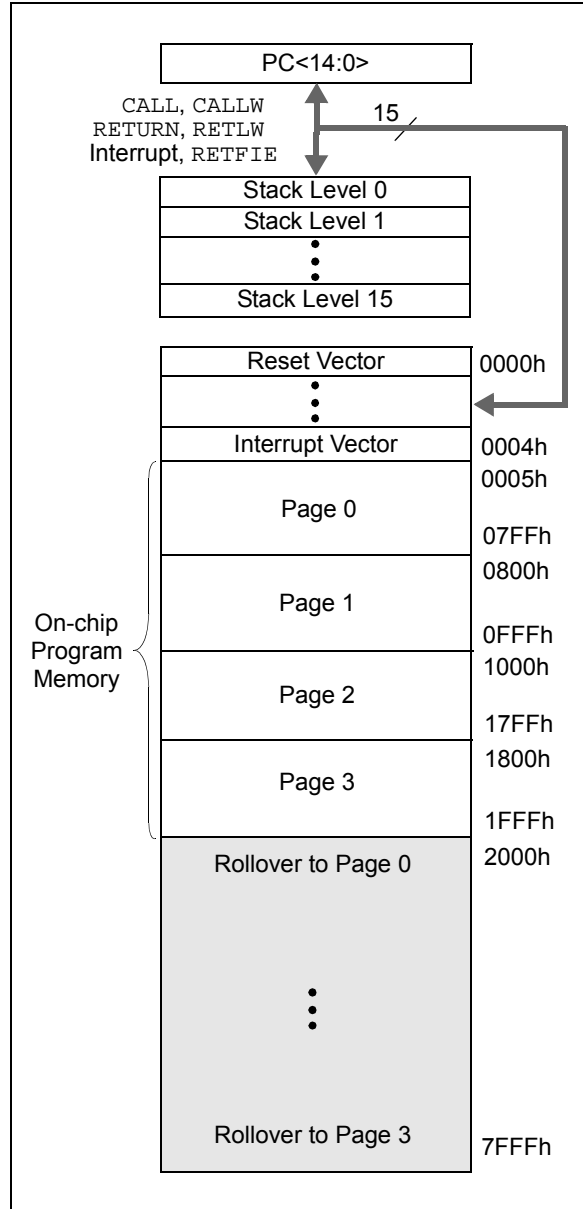 PC<14:0>
CALL, CALLW
RETURN, RETLW
Interrupt, RETFIE
15
Stack Level 0
Stack Level 1
Stack Level 15
Reset Vector
0000h
Interrupt Vector
0004h
0005h
Page 0
07FFh
0800h
Page 1
0FFFh
On-chip
Program
Memory
1000h
Page 2
17FFh
1800h
Page 3
1FFFh
Rollover to Page 0
2000h
Rollover to Page 3
7FFFh